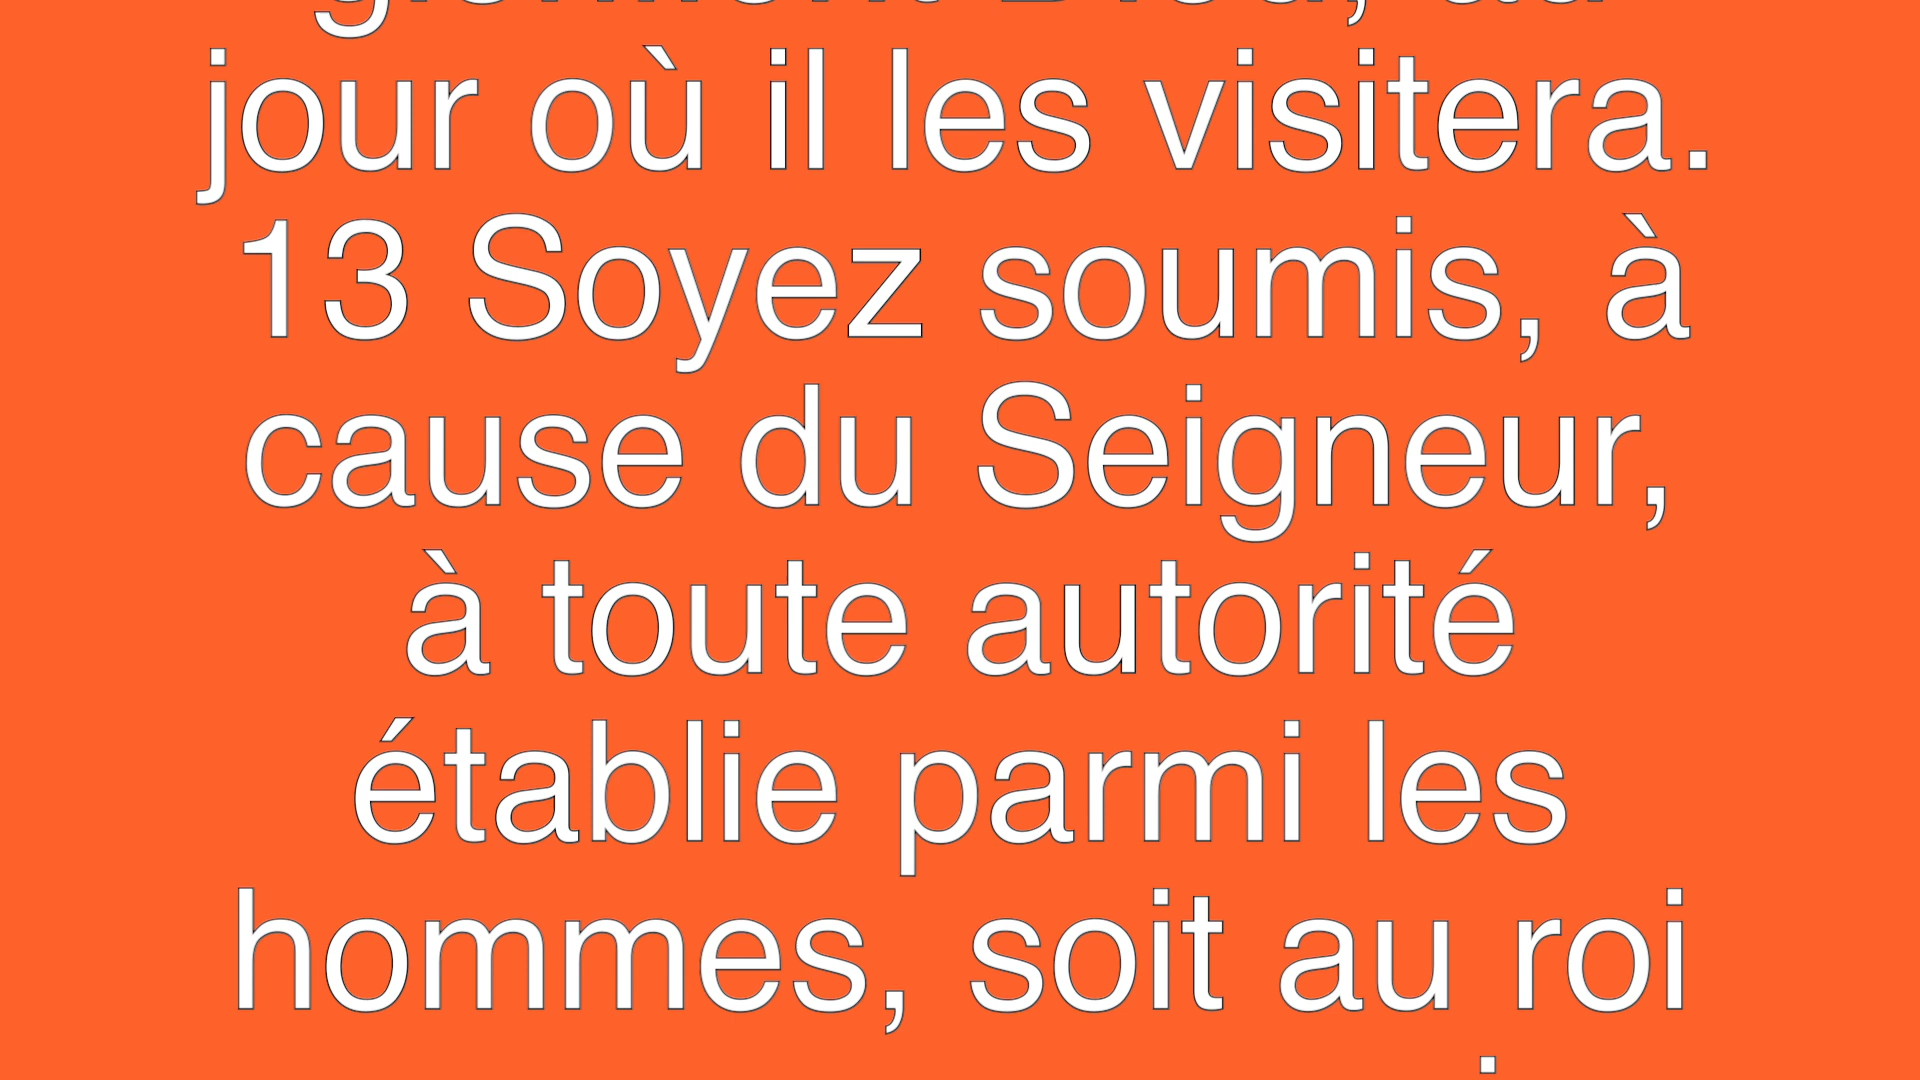 jour où il les visitera.
13 Soyez soumis, à
cause du Seigneur,
à toute autorité
établie parmi les
hommes, soit au roi